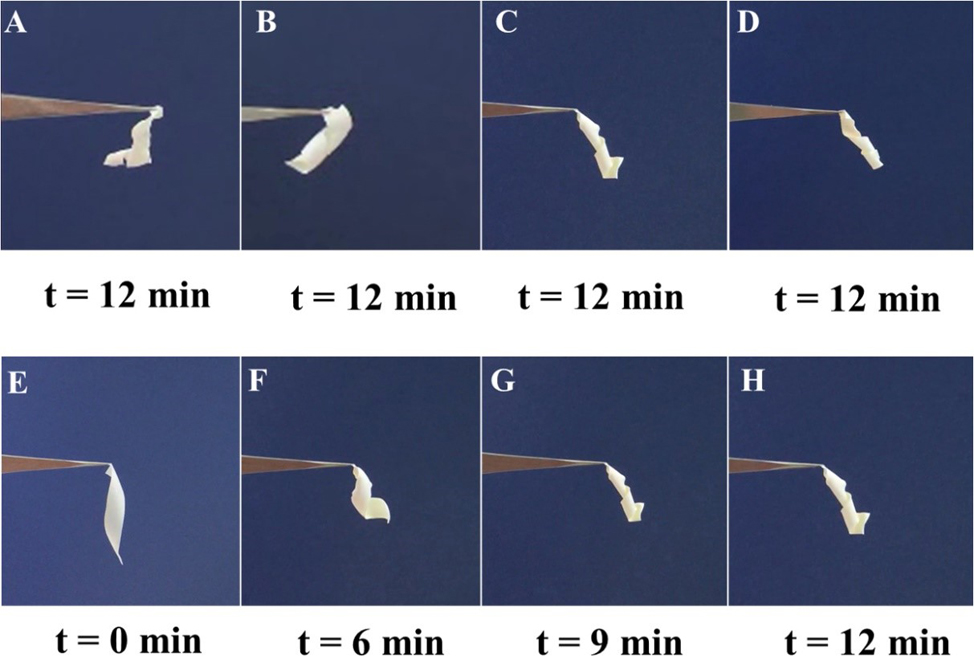 A B C D
t = 12 min t = 12 min t = 12 min t = 12 min
E F G H
t = 0 min t = 6 min t = 9 min t = 12 min